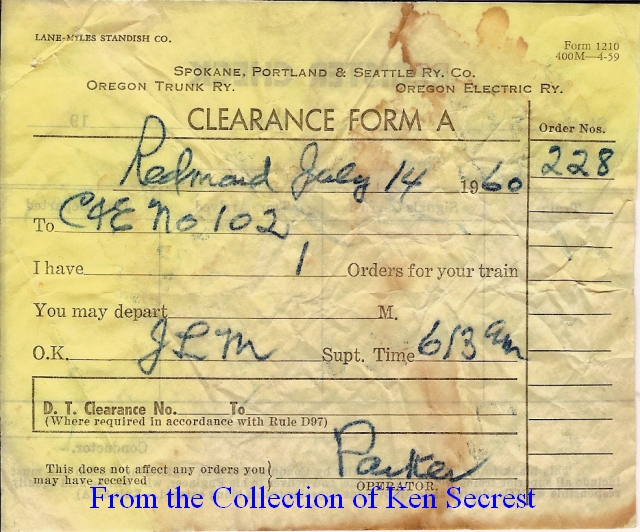 LANE-MYLES STANDISH CO.
Form 1210
400M—4-59
SPOKANE, PORTLAND & SEATTLE RY. CO.
OREGON TRUNK RY. OREGON ELECTRIC RY.
CLEARANCE FORM A
Order Nos.
Redmond July 14 1960
228
To C&E No 102
I have 1 Orders for your train
You may depart M.
O.K. JLM Supt. Time 613 am
D. T. Clearance No. To
(Where required in accordance with Rule D97)
This does not affect any orders you
may have received
Parker
OPERATOR.
From the Collection of Ken Secrest